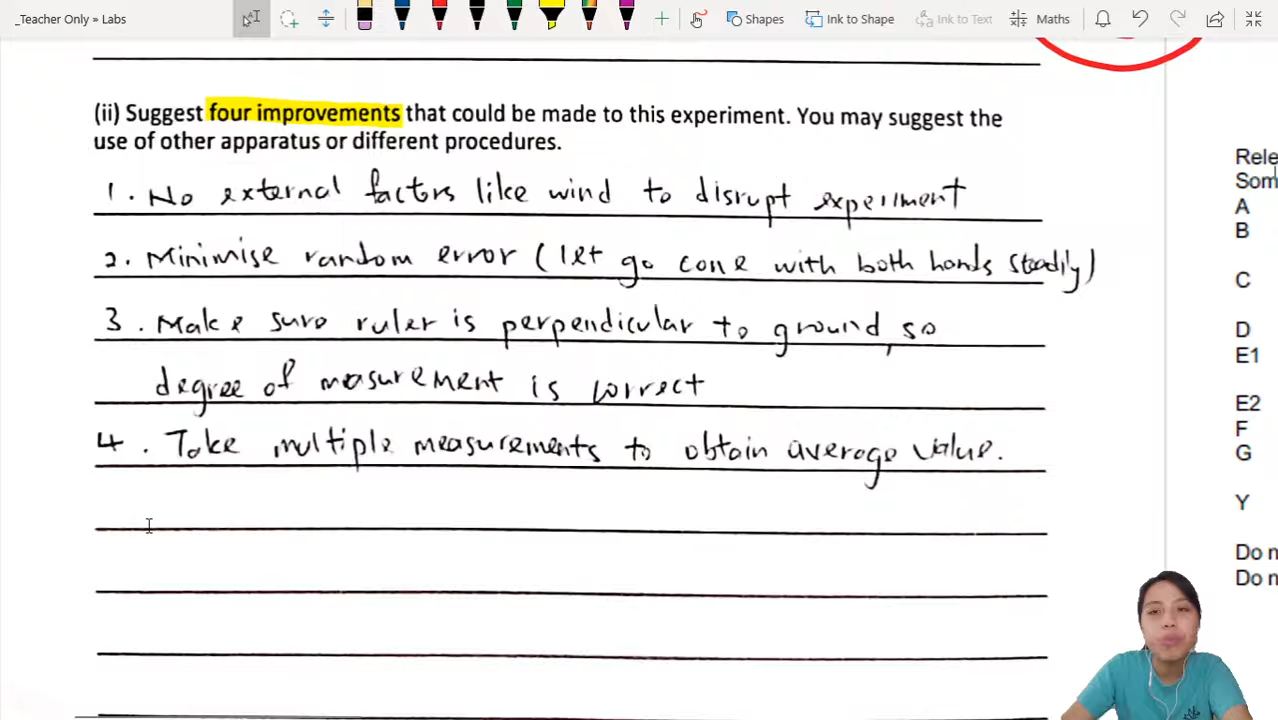 _Teacher Only » Labs
Shapes
Ink to Shape
Ink to Text
Maths
(ii) Suggest four improvements that could be made to this experiment. You may suggest the
use of other apparatus or different procedures.
1. No external factors like wind to disrupt experiment
2. Minimise random error (let go cone with both hands steadily)
3. Make sure ruler is perpendicular to ground, so
degree of measurement is correct
4. Take multiple measurements to obtain average value.
Rele
Som
A
B
C
D
E1
E2
F
G
Y
Do n
Do n